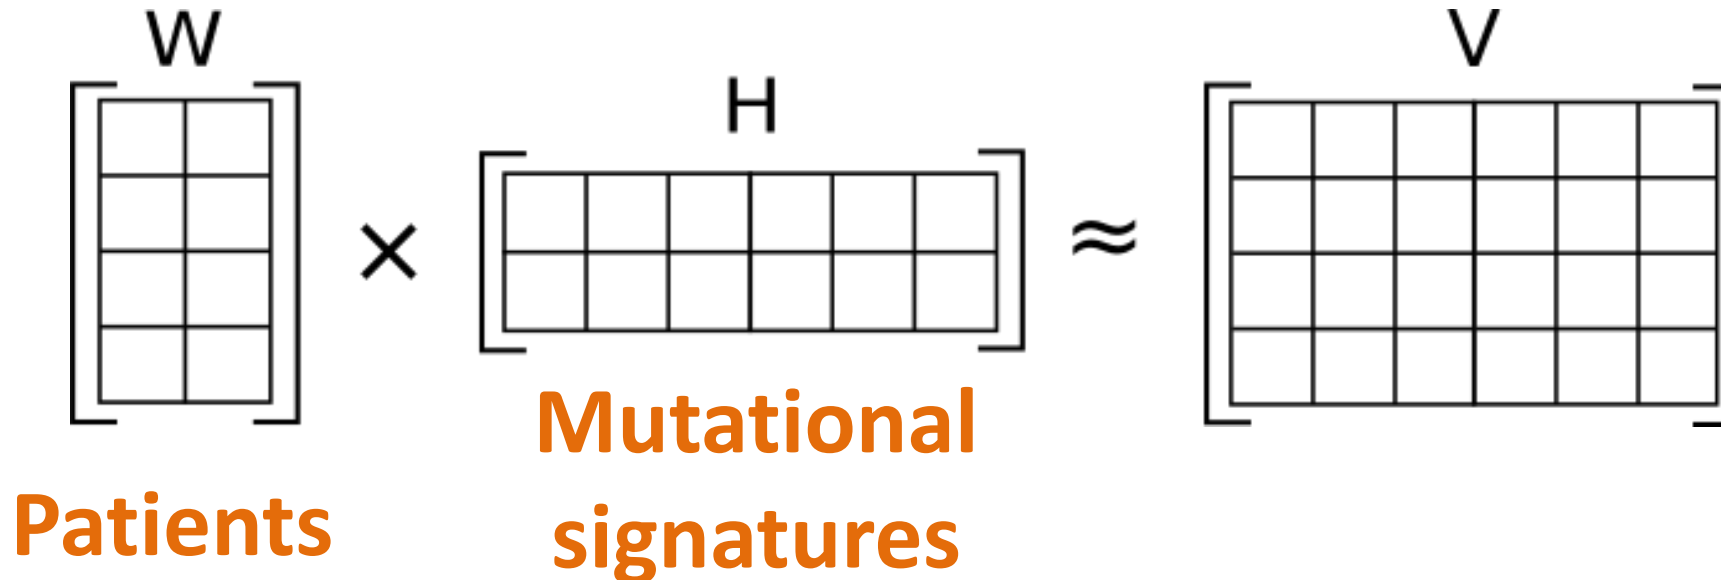 W
H
V
×
≈
Mutational
signatures
Patients